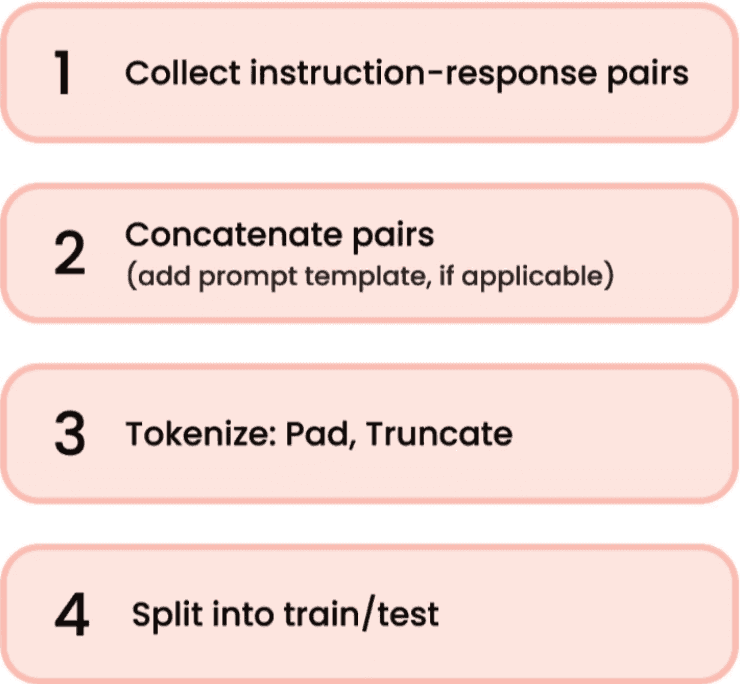 1 Collect instruction-response pairs
2 Concatenate pairs
(add prompt template, if applicable)
3 Tokenize: Pad, Truncate
4 Split into train/test